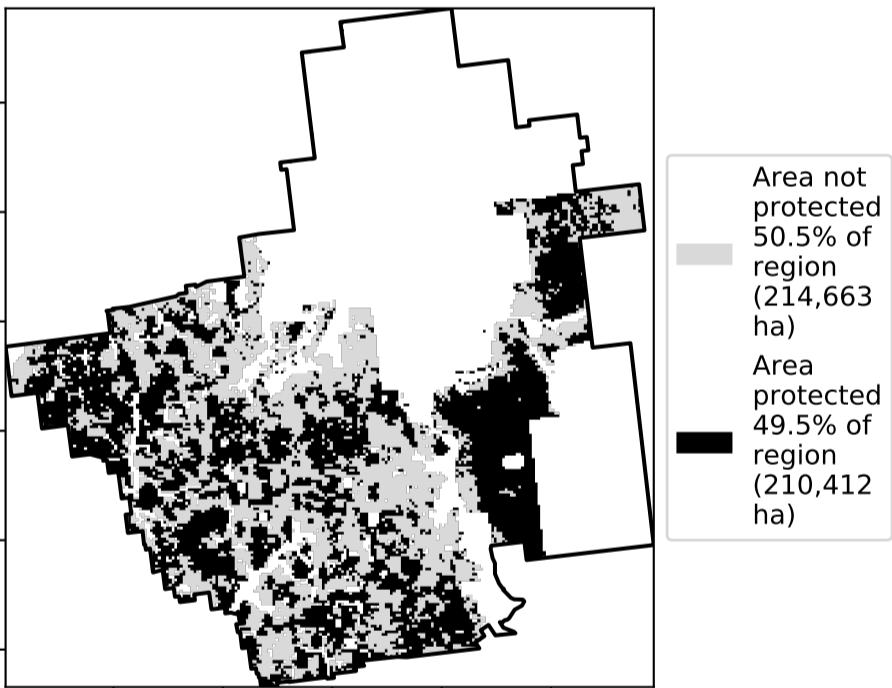 Area not
protected
50.5% of
region
(214,663
ha)
Area
protected
49.5% of
region
(210,412
ha)